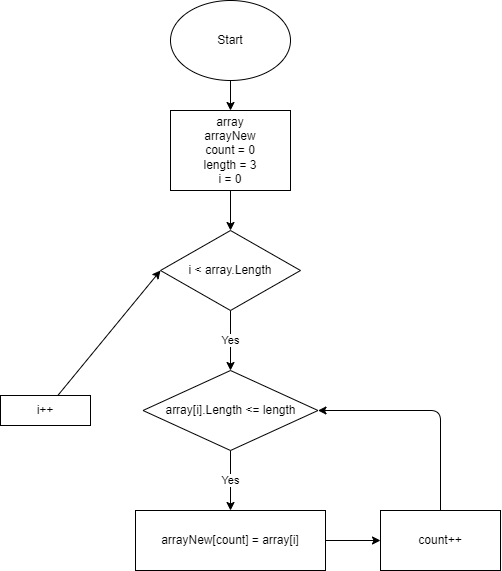 Start
array
arrayNew
count = 0
length = 3
i = 0
i < array.Length
Yes
i++
array[i].Length <= length
Yes
arrayNew[count] = array[i]
count++